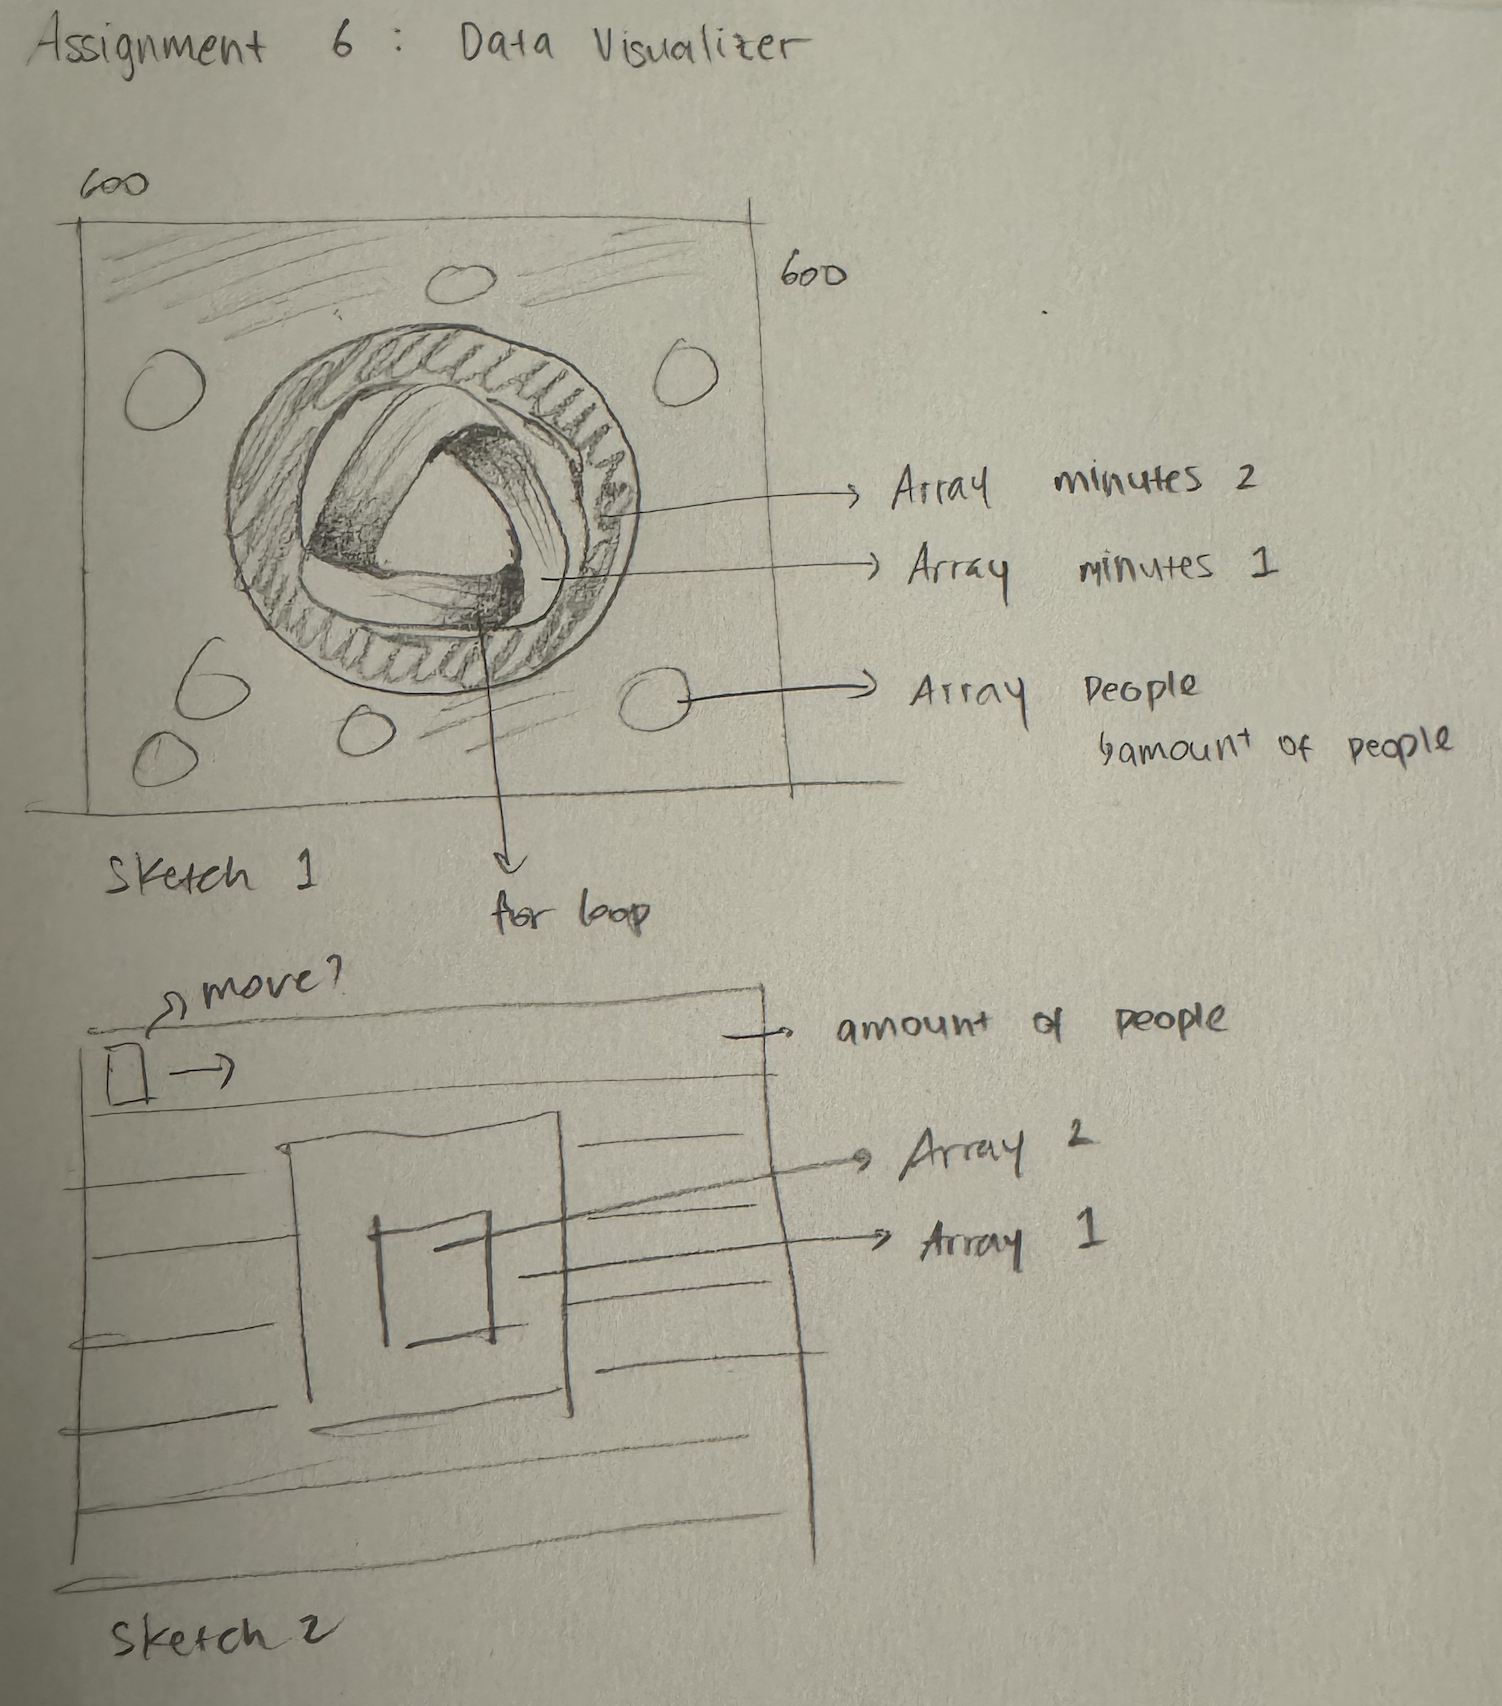 Assignment 6 : Data Visualizer
600
600
Array minutes 2
Array minutes 1
Array people
↳amount of people
Sketch 1
for loop
move?
amount of people
Array 2
Array 1
Sketch 2